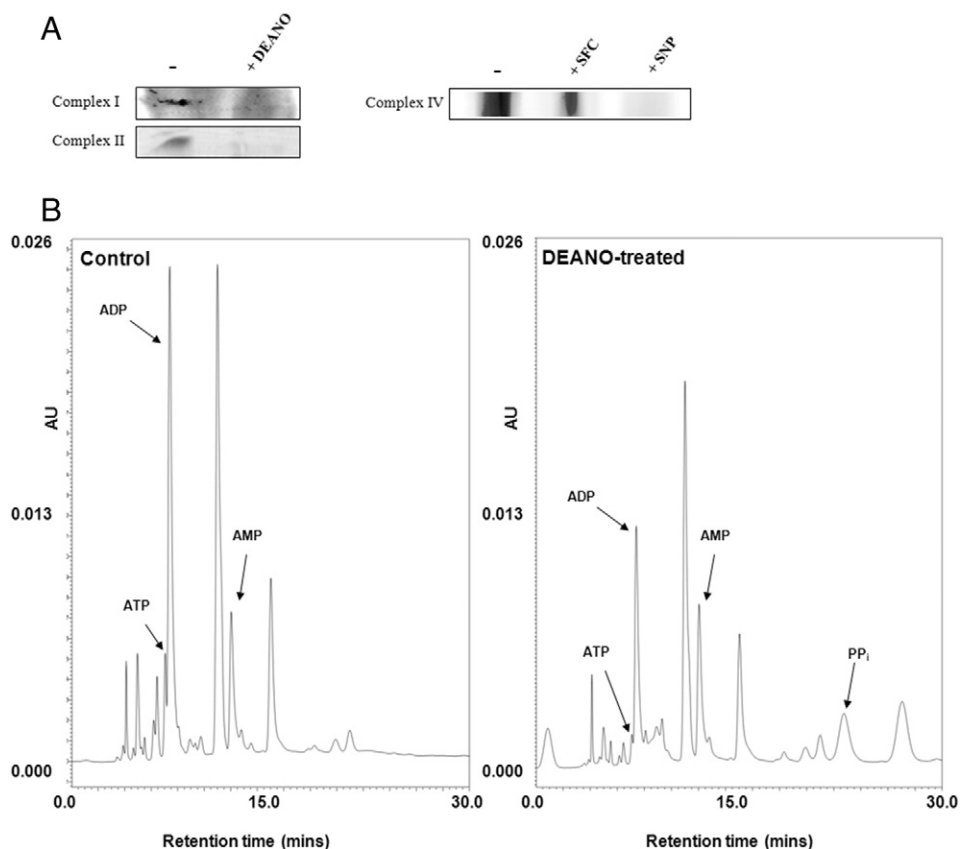 A
- + DEANO
Complex I
Complex II
- + SFC + SNP
Complex IV
B
0.026
Control
ADP
ATP
AMP
AU
0.013
0.000
0.0 15.0 30.0
Retention time (mins)
0.026
DEANO-treated
ADP
ATP
AMP
PPi
AU
0.013
0.000
0.0 15.0 30.0
Retention time (mins)